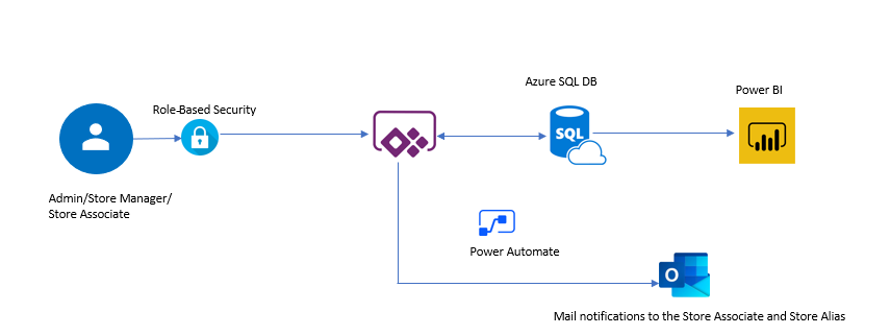 Azure SQL DB
Power BI
Role-Based Security
SQL
Admin/Store Manager/
Store Associate
Power Automate
O
Mail notifications to the Store Associate and Store Alias